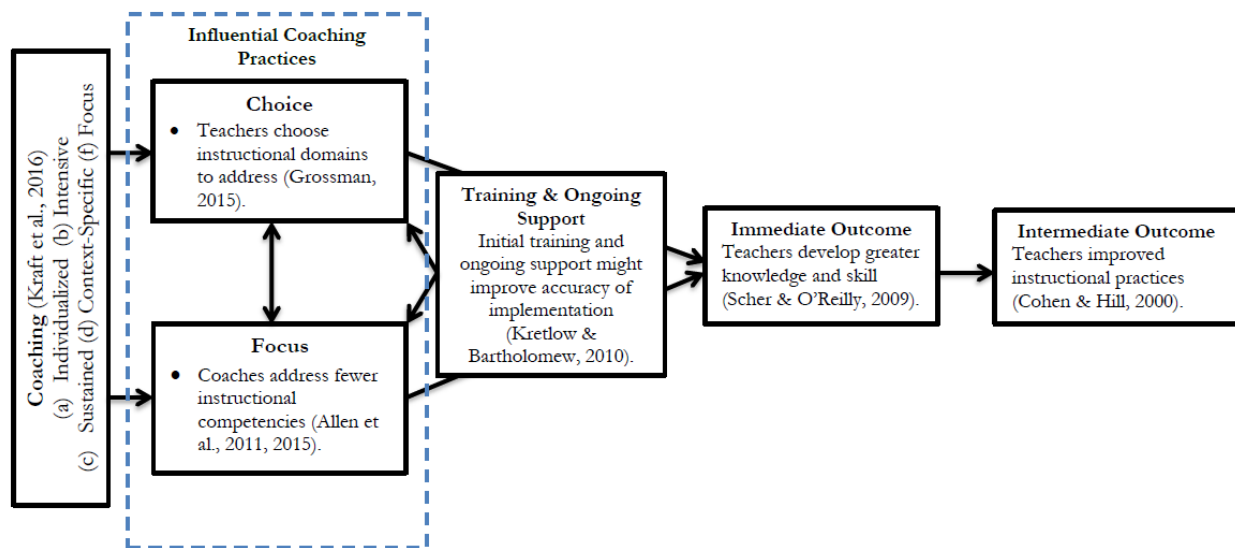 Coaching (Kraft et al., 2016)
(a) Individualized (b) Intensive
(c) Sustained (d) Context-Specific (f) Focus
Influential Coaching
Practices
Choice
• Teachers choose
instructional domains
to address (Grossman,
2015).
Focus
• Coaches address fewer
instructional
competencies (Allen
et al., 2011, 2015).
Training & Ongoing
Support
Initial training and
ongoing support might
improve accuracy of
implementation
(Kretlow &
Bartholomew, 2010).
Immediate Outcome
Teachers develop greater
knowledge and skill
(Scher & O’Reilly, 2009).
Intermediate Outcome
Teachers improved
instructional practices
(Cohen & Hill, 2000).